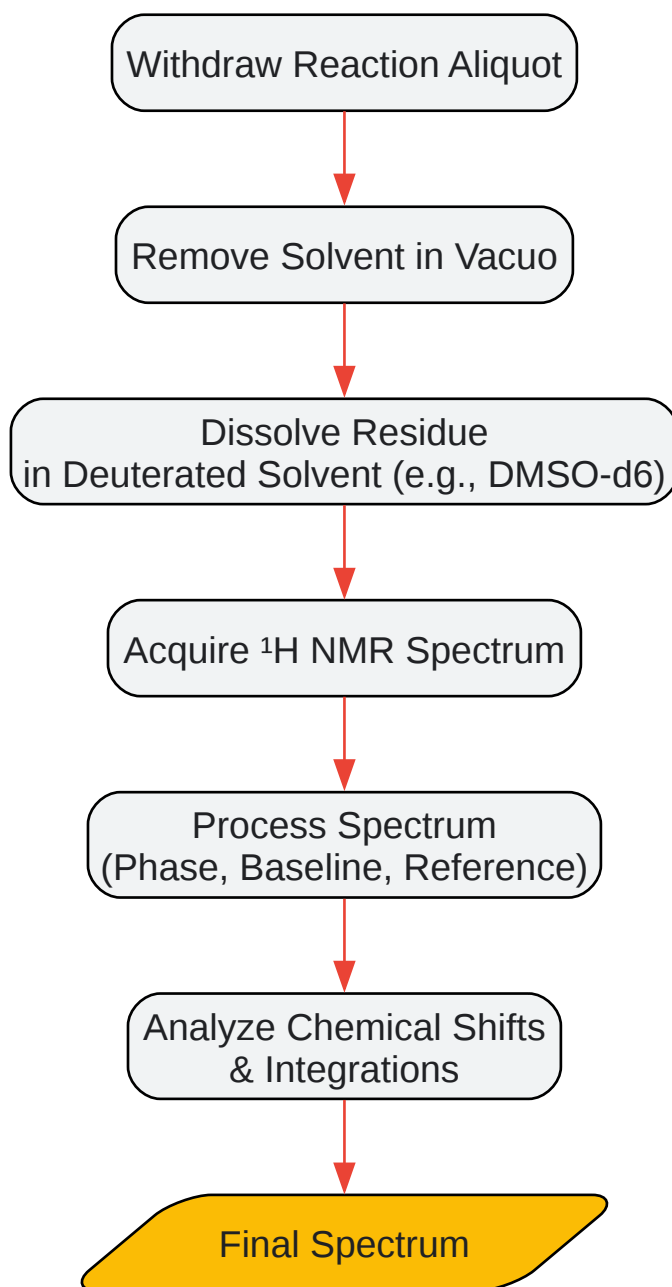 Withdraw Reaction Aliquot
Remove Solvent in Vacuo
Dissolve Residue
in Deuterated Solvent (e.g., DMSO-d6)
Acquire ¹H NMR Spectrum
Process Spectrum
(Phase, Baseline, Reference)
Analyze Chemical Shifts
& Integrations
Final Spectrum